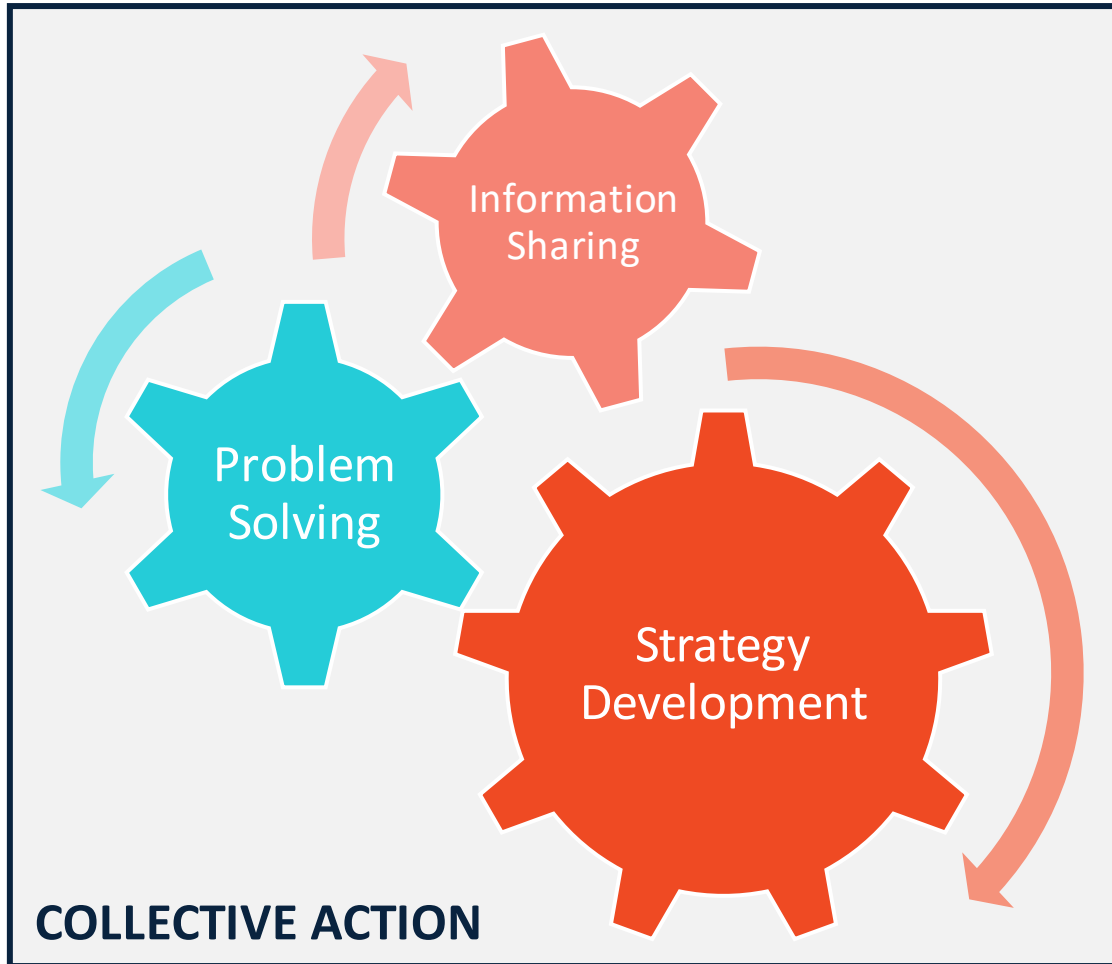 Information
Sharing
Problem
Solving
Strategy
Development
COLLECTIVE ACTION